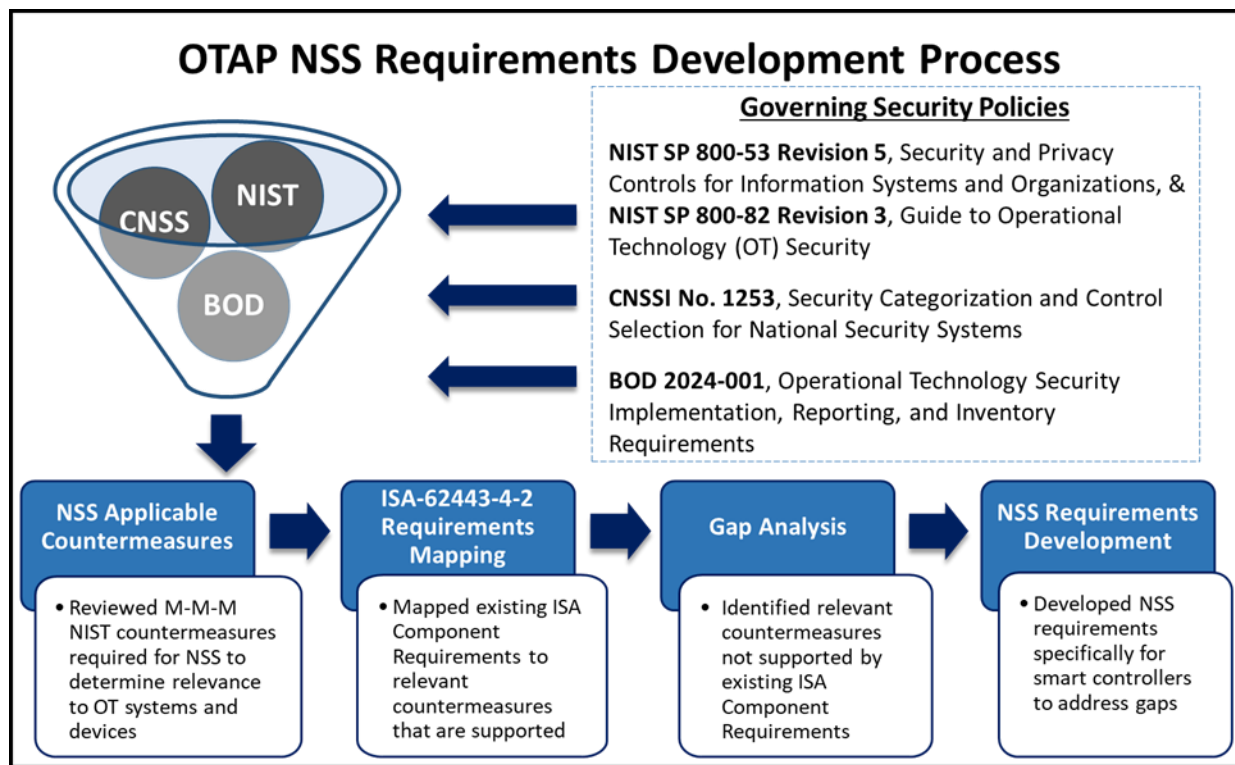 OTAP NSS Requirements Development Process
CNSS
NIST
BOD
Governing Security Policies
NIST SP 800-53 Revision 5, Security and Privacy
Controls for Information Systems and Organizations, &
NIST SP 800-82 Revision 3, Guide to Operational
Technology (OT) Security
CNSSI No. 1253, Security Categorization and Control
Selection for National Security Systems
BOD 2024-001, Operational Technology Security
Implementation, Reporting, and Inventory
Requirements
NSS Applicable
Countermeasures
• Reviewed M-M-M
NIST countermeasures
required for NSS to
determine relevance
to OT systems and
devices
ISA-62443-4-2
Requirements
Mapping
• Mapped existing ISA
Component
Requirements to
relevant
countermeasures
that are supported
Gap Analysis
• Identified relevant
countermeasures
not supported by
existing ISA
Component
Requirements
NSS Requirements
Development
• Developed NSS
requirements
specifically for
smart controllers
to address gaps